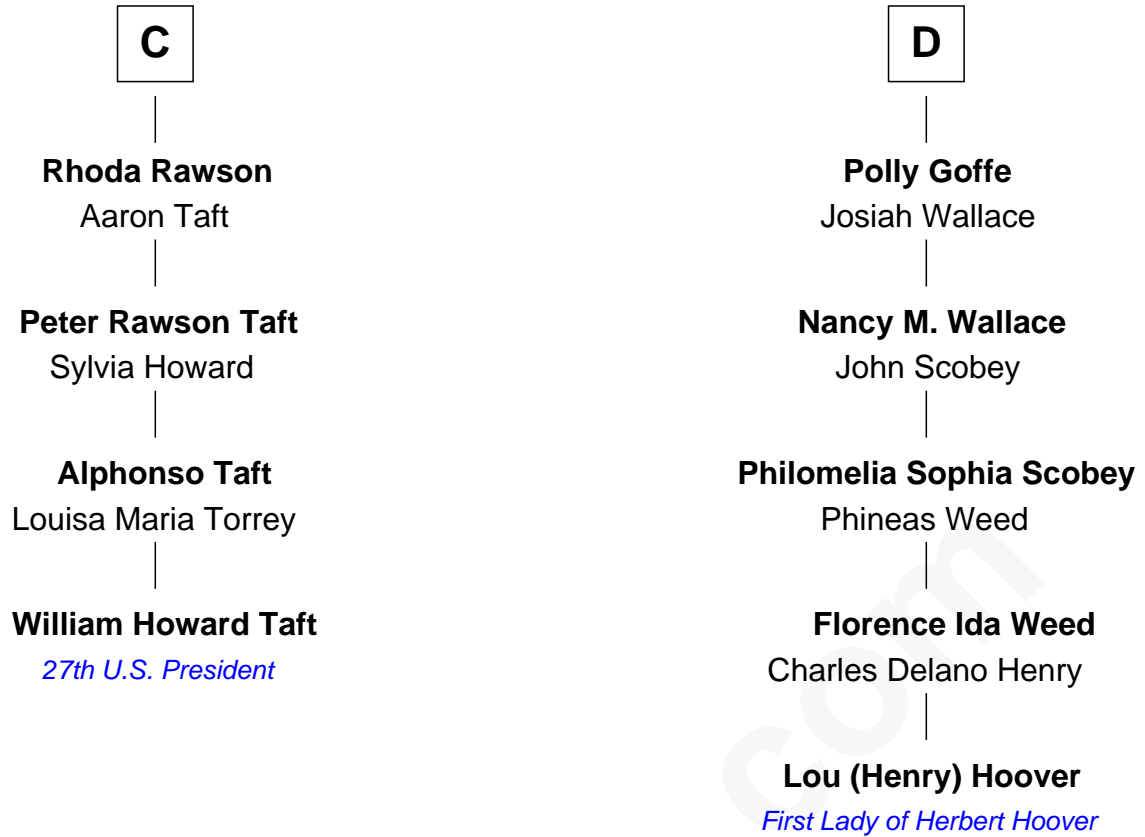 C
Rhoda Rawson
Aaron Taft
Peter Rawson Taft
Sylvia Howard
Alphonso Taft
Louisa Maria Torrey
William Howard Taft
27th U.S. President
D
Polly Goffe
Josiah Wallace
Nancy M. Wallace
John Scobey
Philomelia Sophia Scobey
Phineas Weed
Florence Ida Weed
Charles Delano Henry
Lou (Henry) Hoover
First Lady of Herbert Hoover
com